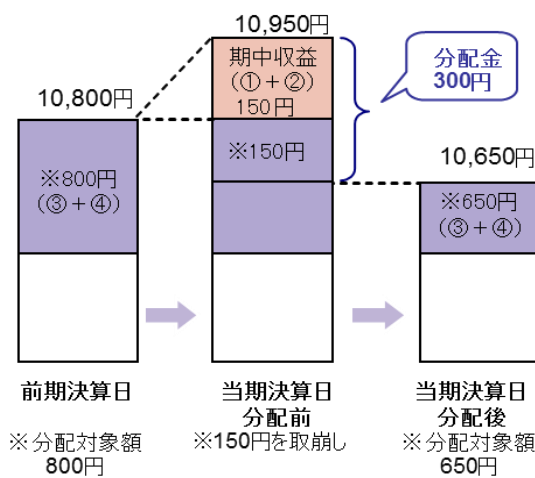 10,800円
※800円
(③+④)
前期決算日
※分配対象額
800円
10,950円
期中収益
(①+②)
150円
※150円
当期決算日
分配前
※150円を取崩し
分配金
300円
10,650円
※650円
(③+④)
当期決算日
分配後
※分配対象額
650円